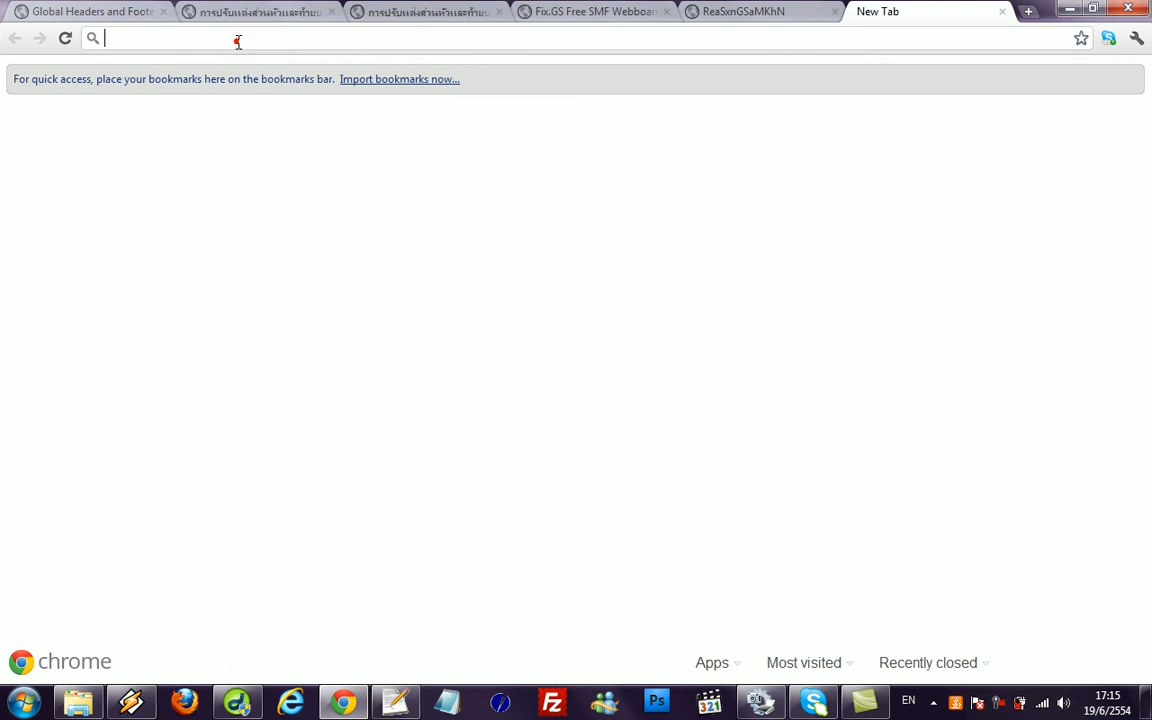 Global Headers and Foote
การปรับแต่งส่วนหัวและท้าย
การปรับแต่งส่วนหัวและท้าย
Fix.GS Free SMF Webboar
ReaSxnGSaMKhN
New Tab
For quick access, place your bookmarks here on the bookmarks bar. Import bookmarks now...
chrome
Apps
Most visited
Recently closed
Fz
Ps
321
EN
17:15
19/6/2554